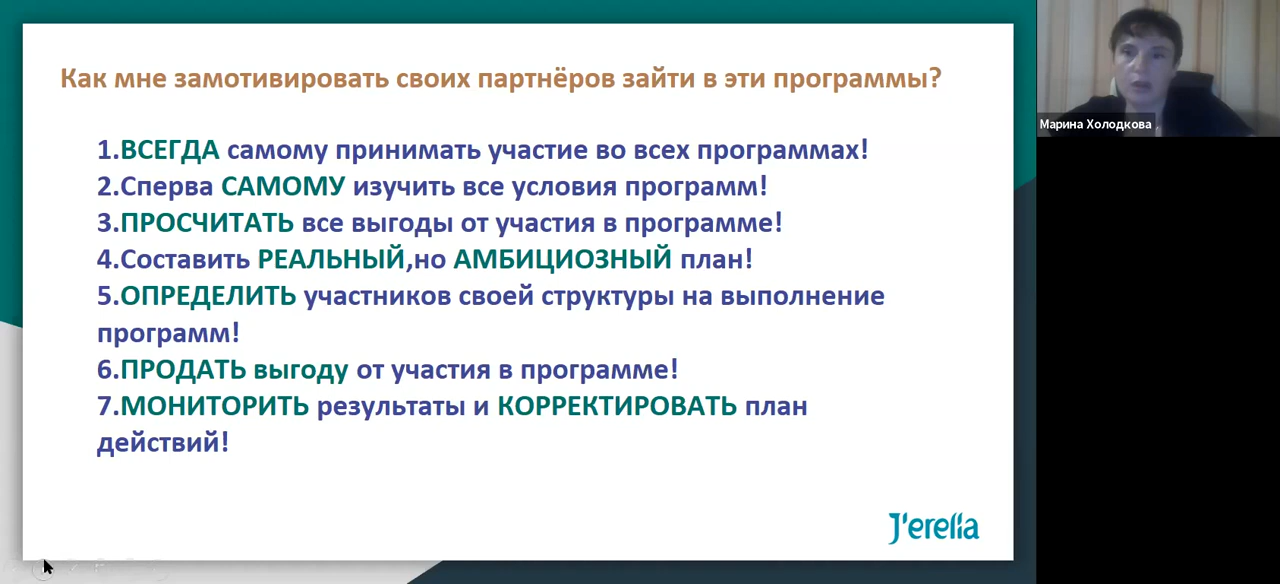 Как мне замотивировать своих партнёров зайти в эти программы?
1.ВСЕГДА самому принимать участие во всех программах!
2.Сперва САМОМУ изучить все условия программ!
3.ПРОСЧИТАТЬ все выгоды от участия в программе!
4.Составить РЕАЛЬНЫЙ,но АМБИЦИОЗНЫЙ план!
5.ОПРЕДЕЛИТЬ участников своей структуры на выполнение
программ!
6.ПРОДАТЬ выгоду от участия в программе!
7.МОНИТОРИТЬ результаты и КОРРЕКТИРОВАТЬ план
действий!
J'erelia
Марина Холодкова